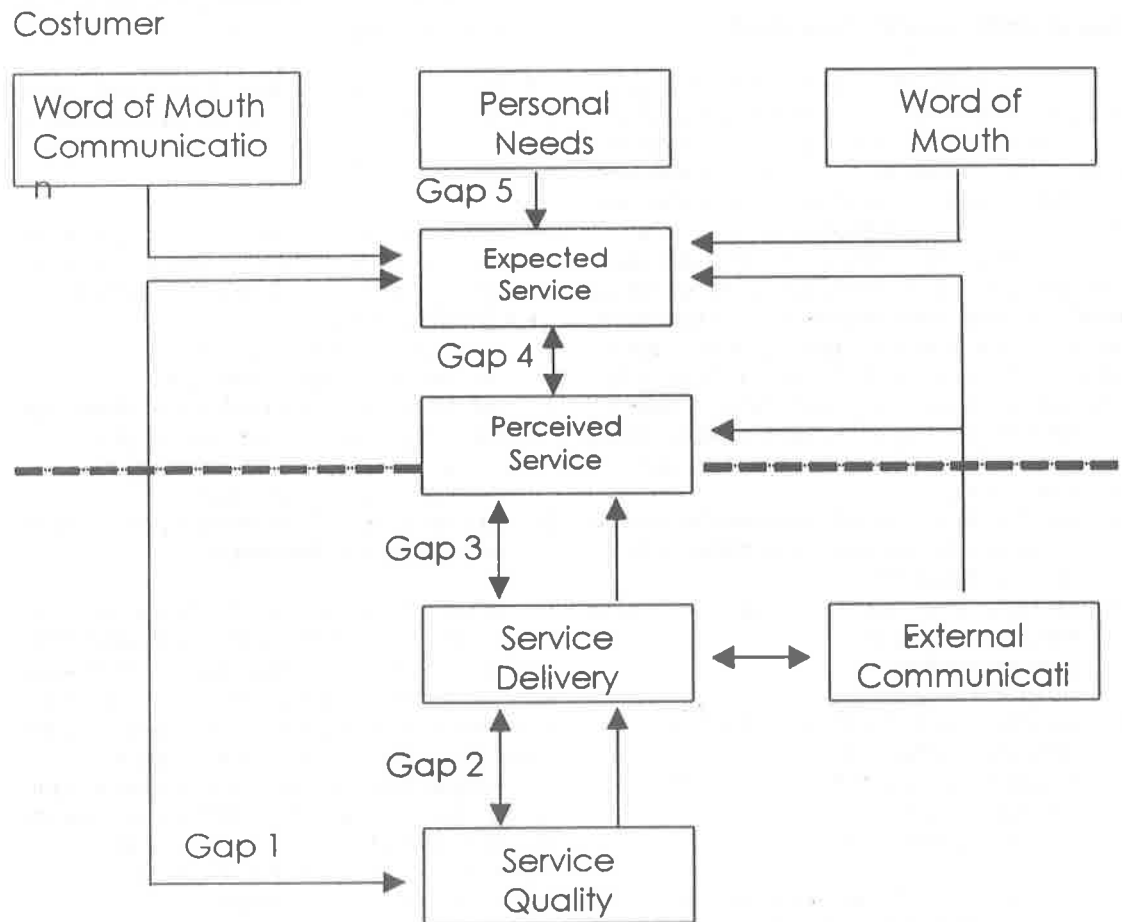 Costumer
Word of Mouth
Communicatio
n
Personal
Needs
Word of
Mouth
Gap 5
Expected
Service
Gap 4
Perceived
Service
Gap 3
Service
Delivery
External
Communicati
Gap 2
Gap 1
Service
Quality